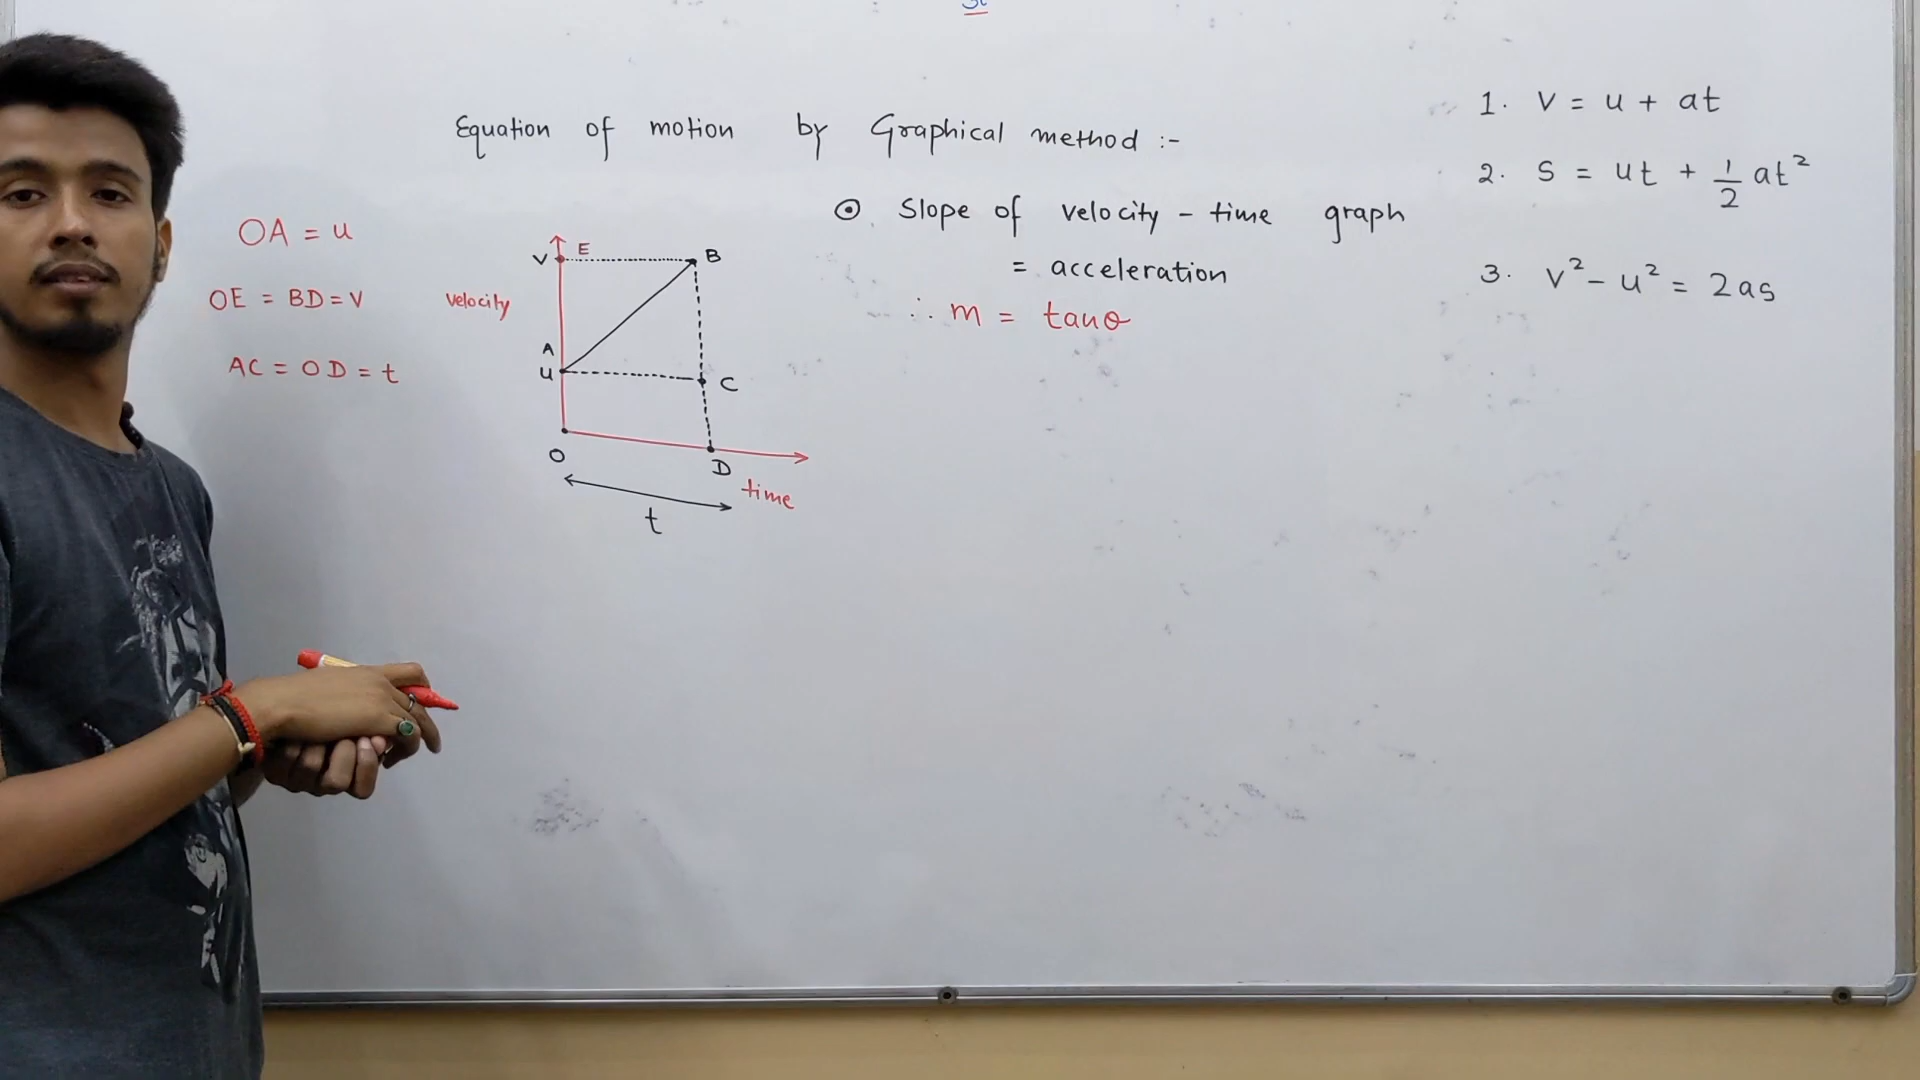 Equation of motion by Graphical method :-
OA = u
OE = BD = v
AC = OD = t
velocity
V E B
A
u C
O D
time
t
⊙ Slope of velocity - time graph
= acceleration
∴ m = tanθ
1. v = u + at
2. s = ut + 1/2 at²
3. v² - u² = 2as